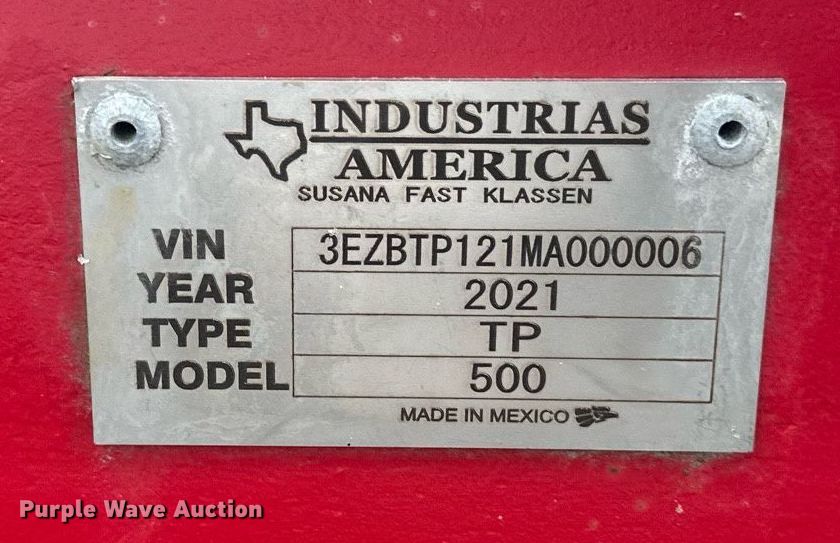 INDUSTRIAS
AMERICA
SUSANA FAST KLASSEN
VIN 3EZBTP121MA000006
YEAR 2021
TYPE TP
MODEL 500
MADE IN MEXICO
Purple Wave Auction